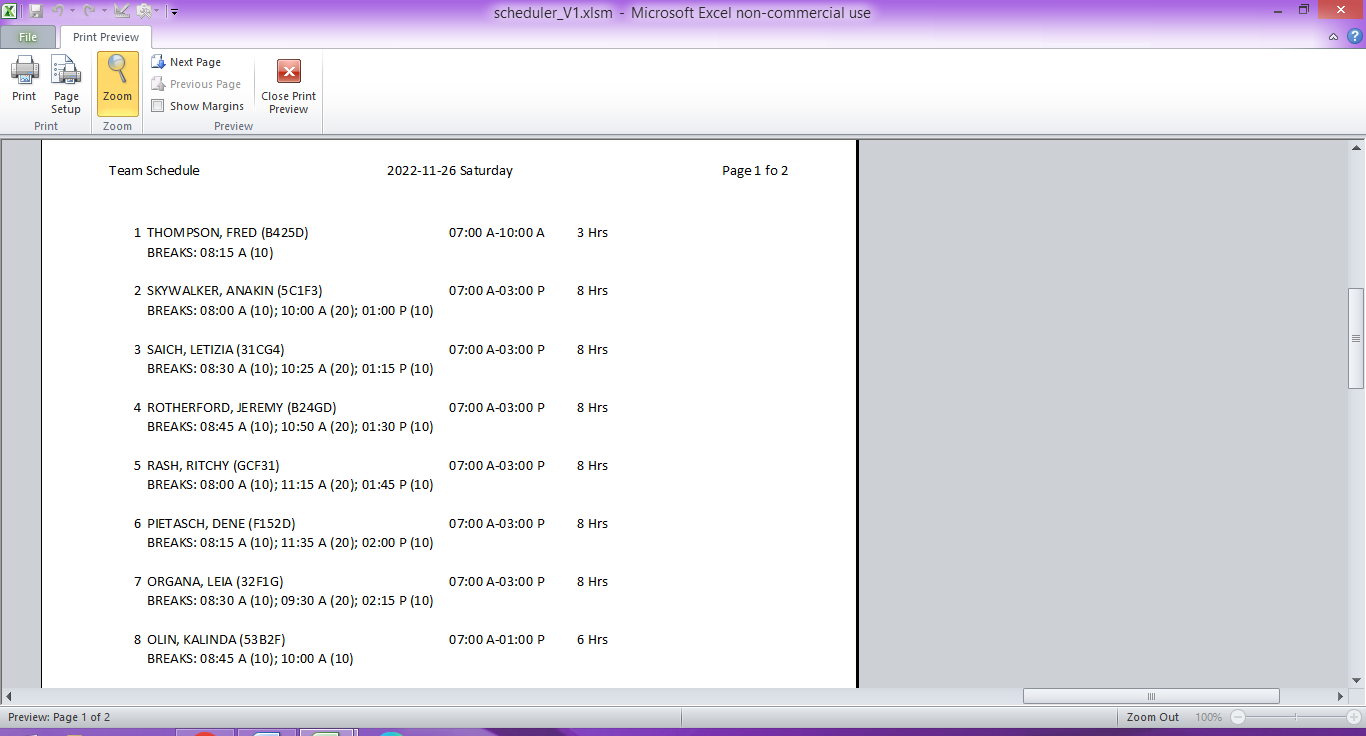 scheduler_V1.xlsm - Microsoft Excel non-commercial use
File Print Preview
Print
Page Setup
Zoom
Next Page
Previous Page
Show Margins
Close Print Preview
Print Zoom Preview
Team Schedule 2022-11-26 Saturday Page 1 fo 2
1 THOMPSON, FRED (B425D) 07:00 A-10:00 A 3 Hrs
BREAKS: 08:15 A (10)
2 SKYWALKER, ANAKIN (5C1F3) 07:00 A-03:00 P 8 Hrs
BREAKS: 08:00 A (10); 10:00 A (20); 01:00 P (10)
3 SAICH, LETIZIA (31CG4) 07:00 A-03:00 P 8 Hrs
BREAKS: 08:30 A (10); 10:25 A (20); 01:15 P (10)
4 ROTHERFORD, JEREMY (B24GD) 07:00 A-03:00 P 8 Hrs
BREAKS: 08:45 A (10); 10:50 A (20); 01:30 P (10)
5 RASH, RITCHY (GCF31) 07:00 A-03:00 P 8 Hrs
BREAKS: 08:00 A (10); 11:15 A (20); 01:45 P (10)
6 PIETASCH, DENE (F152D) 07:00 A-03:00 P 8 Hrs
BREAKS: 08:15 A (10); 11:35 A (20); 02:00 P (10)
7 ORGANA, LEIA (32F1G) 07:00 A-03:00 P 8 Hrs
BREAKS: 08:30 A (10); 09:30 A (20); 02:15 P (10)
8 OLIN, KALINDA (53B2F) 07:00 A-01:00 P 6 Hrs
BREAKS: 08:45 A (10); 10:00 A (10)
Preview: Page 1 of 2 Zoom Out 100%